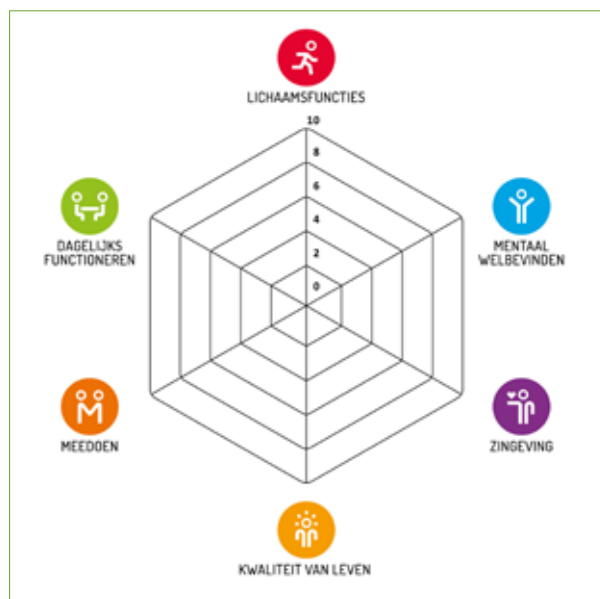 LICHAAMSFUNCTIES
10
8
6
4
2
0
MENTAAL
WELBEVINDEN
ZINGEVING
KWALITEIT VAN LEVEN
MEEDOEN
DAGELIJKS
FUNCTIONEREN